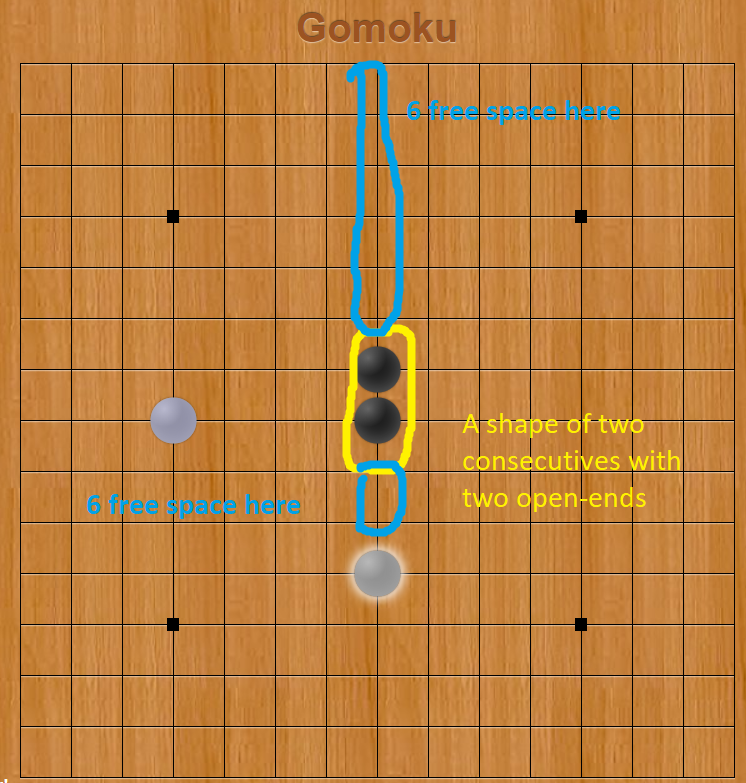 Gomoku
6 free space here
A shape of two
consecutives with
two open-ends
6 free space here